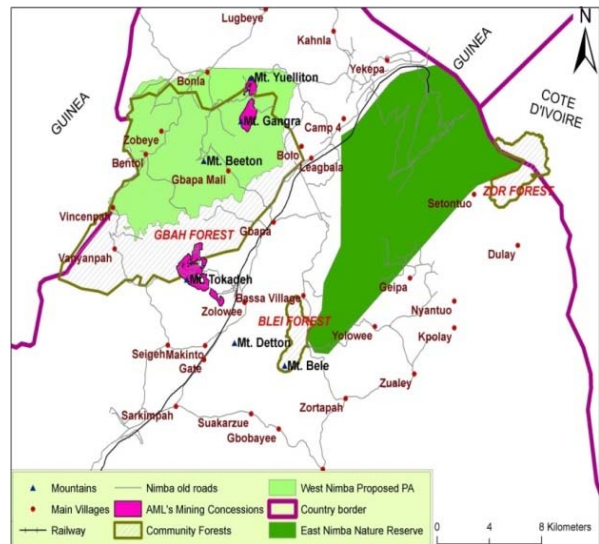 Lugbeye
Kahnla
GUINEA
N
Yekepa
Bonla
Mt. Yuelliton
COTE
D'IVOIRE
GUINEA
Mt. Gangra
Zobeye
Camp 4
Bentol
Mt. Beeton
Bolo
Leagbala
Gbapa Mali
ZOR FOREST
Setontuo
Vincenpah
GBAH FOREST
Gbapa
Vanyanpah
Dulay
Mt. Tokadeh
Geipa
Zolowee
Bassa Village
Nyantuo
BLEI FOREST
Yolowee
Kpolay
Seigeh
Makinto
Mt. Detton
Gate
Mt. Bele
Zualey
Zortapah
Sarkimpah
Suakarzue
Gbobayee
Mountains
Nimba old roads
West Nimba Proposed PA
Main Villages
AML's Mining Concessions
Country border
Railway
Community Forests
East Nimba Nature Reserve
0 4 8 Kilometers